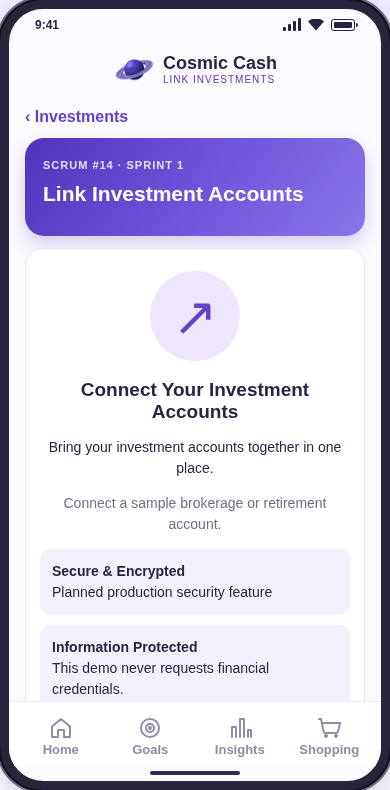 9:41
Cosmic Cash
LINK INVESTMENTS
‹ Investments
SCRUM #14 · SPRINT 1
Link Investment Accounts
Connect Your Investment
Accounts
Bring your investment accounts together in one
place.
Connect a sample brokerage or retirement
account.
Secure & Encrypted
Planned production security feature
Information Protected
This demo never requests financial
credentials.
Home
Goals
Insights
Shopping